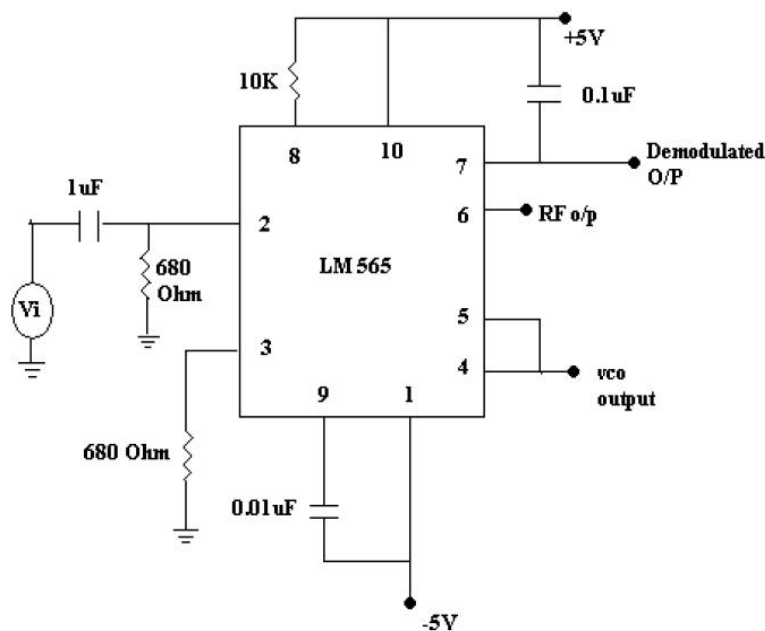 +5V
10K
0.1uF
8
10
7
Demodulated
O/P
1uF
2
6
RF o/p
680
Ohm
LM 565
Vi
3
5
4
vco
output
9
1
680 Ohm
0.01uF
-5V